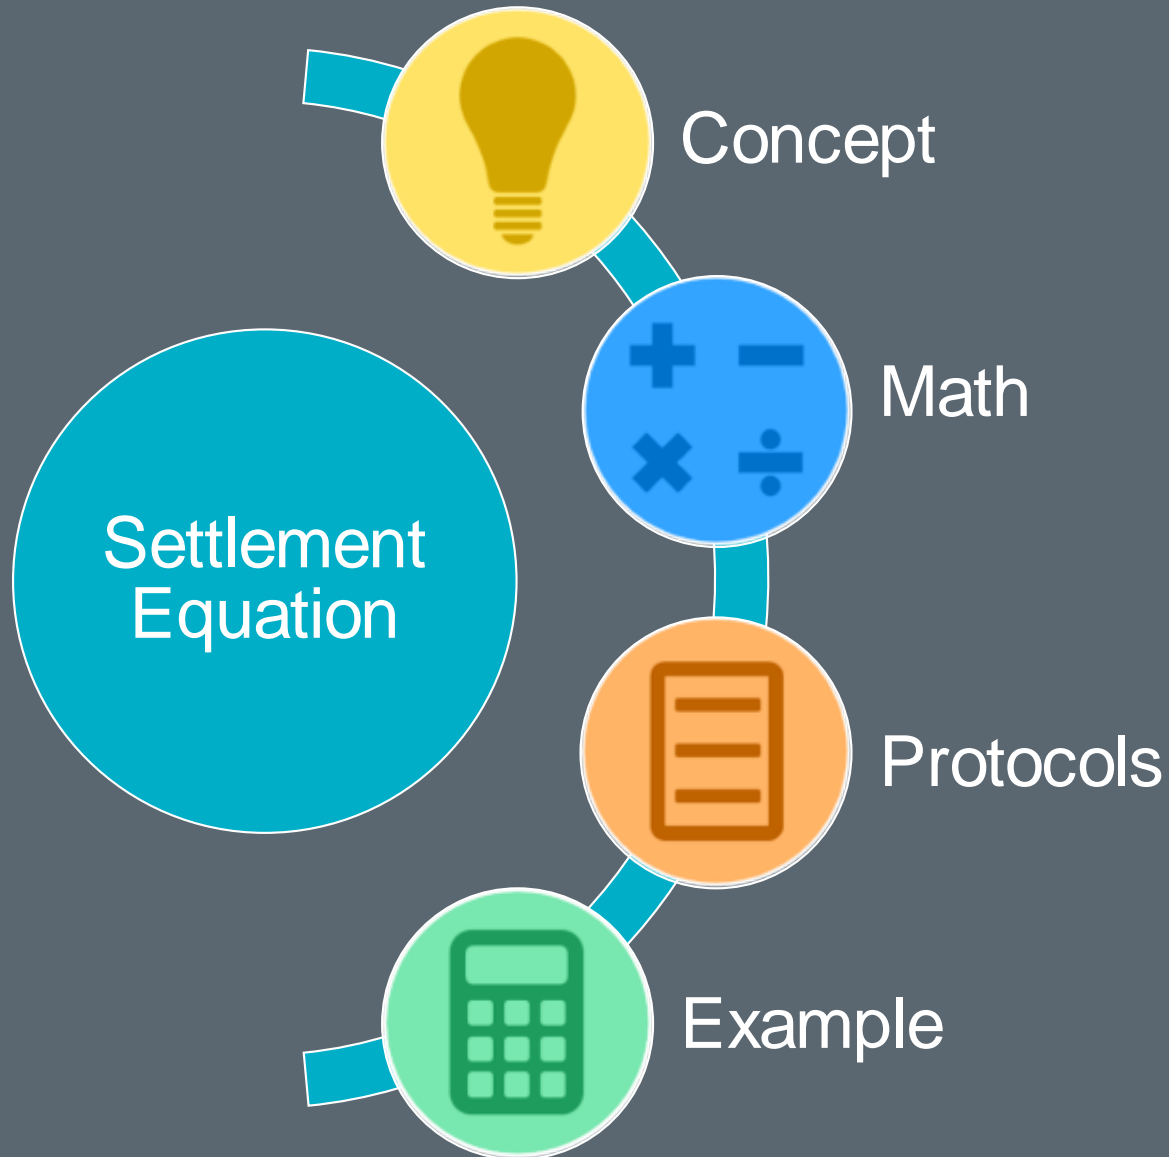 Concept
Math
Settlement
Equation
Protocols
Example